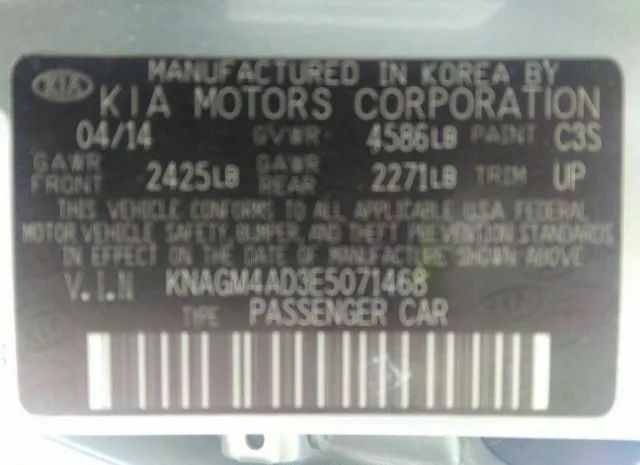 KIA
MANUFACTURED IN KOREA BY
KIA MOTORS CORPORATION
04/14 GVWR 4586LB PAINT C3S
GAWR FRONT 2425LB GAWR REAR 2271LB TRIM UP
THIS VEHICLE CONFORMS TO ALL APPLICABLE U.S.A. FEDERAL
MOTOR VEHICLE SAFETY, BUMPER, AND THEFT PREVENTION STANDARDS
IN EFFECT ON THE DATE OF MANUFACTURE SHOWN ABOVE.
V.I.N KNAGM4AD3E5071468
TYPE PASSENGER CAR